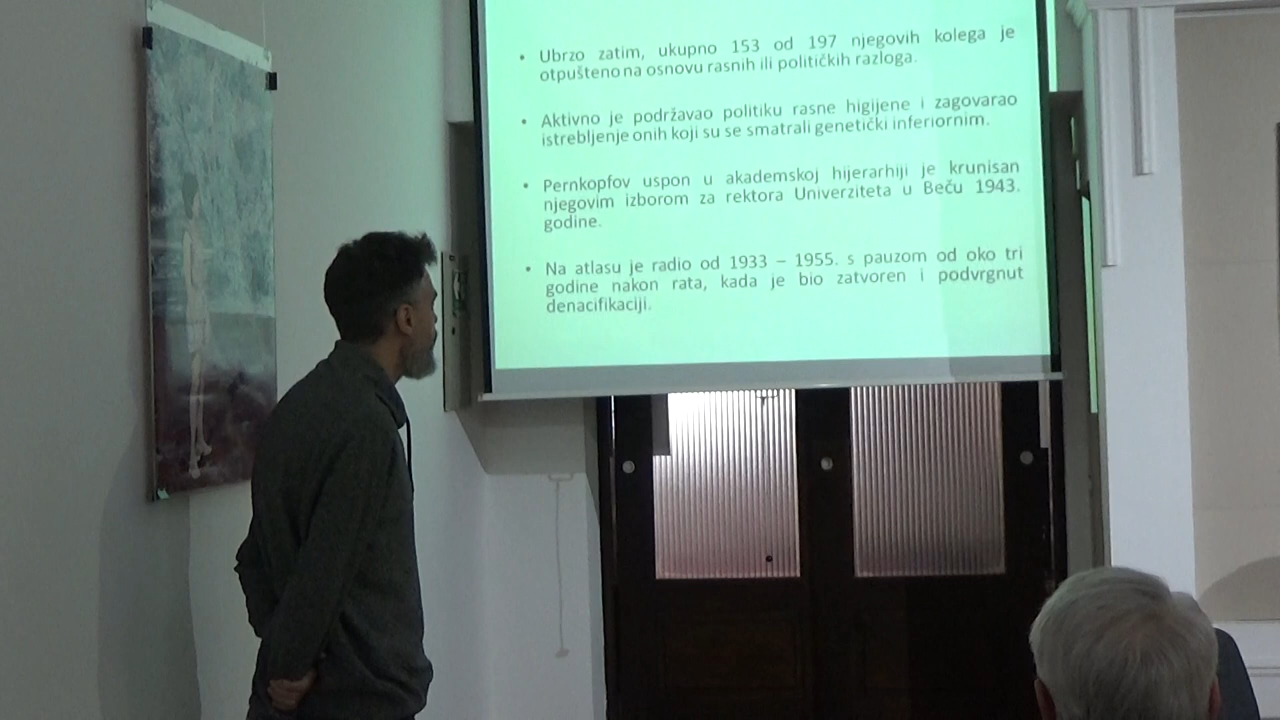 • Ubrzo zatim, ukupno 153 od 197 njegovih kolega je
otpušteno na osnovu rasnih ili političkih razloga.
• Aktivno je podržavao politiku rasne higijene i zagovarao
istrebljenje onih koji su se smatrali genetički inferiornim.
• Pernkopfov uspon u akademskoj hijerarhiji je krunisan
njegovim izborom za rektora Univerziteta u Beču 1943.
godine.
• Na atlasu je radio od 1933 – 1955. s pauzom od oko tri
godine nakon rata, kada je bio zatvoren i podvrgnut
denacifikaciji.